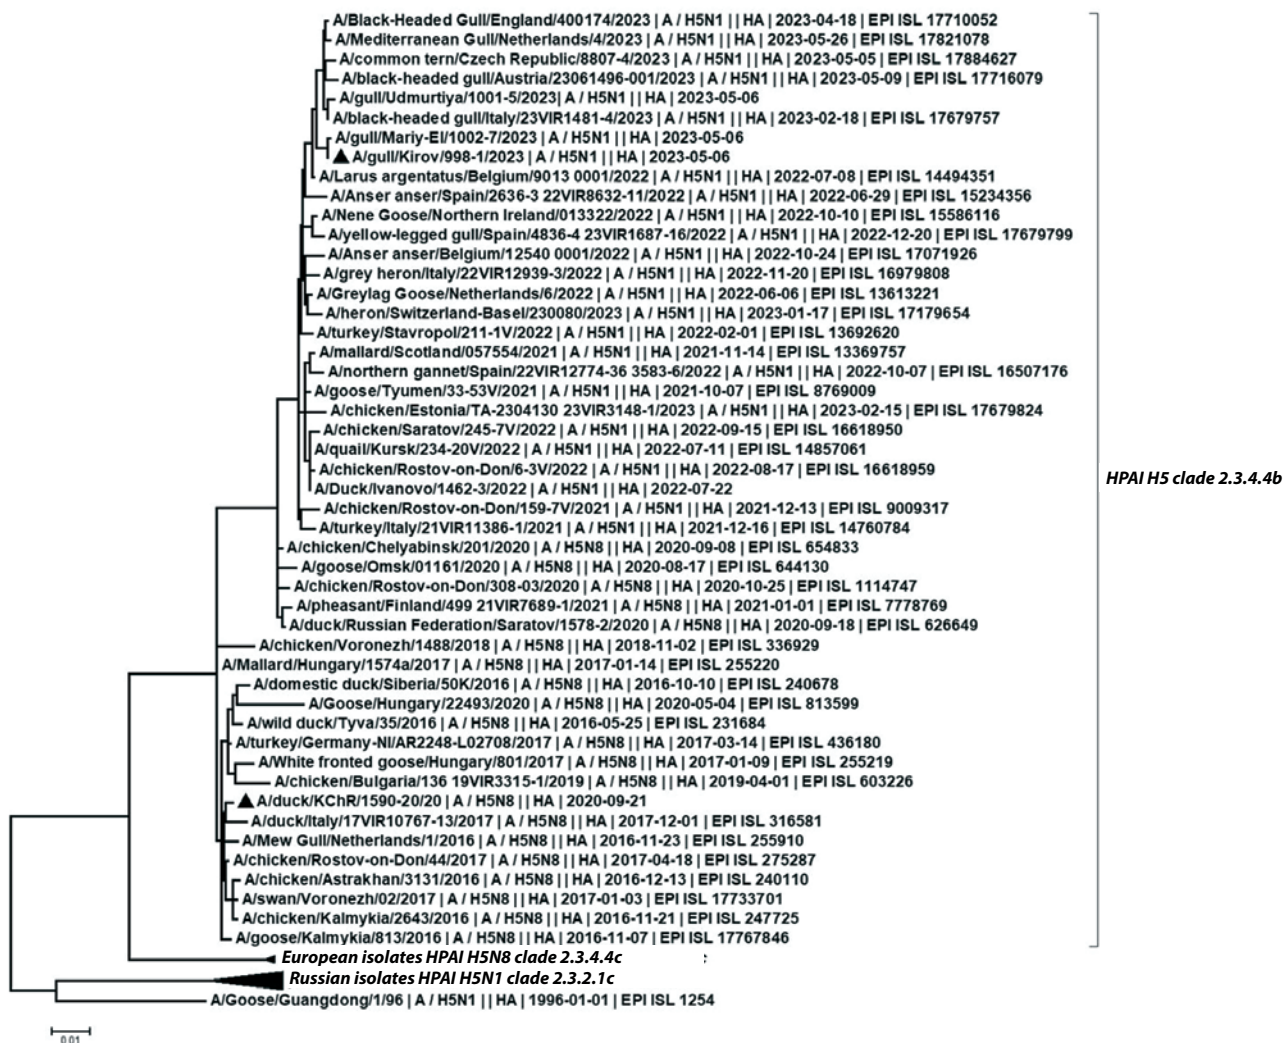 A/Black-Headed Gull/England/400174/2023 | A / H5N1 || HA | 2023-04-18 | EPI ISL 17710052
A/Mediterranean Gull/Netherlands/4/2023 | A / H5N1 || HA | 2023-05-26 | EPI ISL 17821078
A/common tern/Czech Republic/8807-4/2023 | A / H5N1 || HA | 2023-05-05 | EPI ISL 17884627
A/black-headed gull/Austria/23061496-001/2023 | A / H5N1 || HA | 2023-05-09 | EPI ISL 17716079
A/gull/Udmurtiya/1001-5/2023| A / H5N1 || HA | 2023-05-06
A/black-headed gull/Italy/23VIR1481-4/2023 | A / H5N1 || HA | 2023-02-18 | EPI ISL 17679757
A/gull/Mariy-El/1002-7/2023 | A / H5N1 || HA | 2023-05-06
A/gull/Kirov/998-1/2023 | A / H5N1 || HA | 2023-05-06
A/Larus argentatus/Belgium/9013 0001/2022 | A / H5N1 || HA | 2022-07-08 | EPI ISL 14494351
A/Anser anser/Spain/2636-3 22VIR8632-11/2022 | A / H5N1 || HA | 2022-06-29 | EPI ISL 15234356
A/Nene Goose/Northern Ireland/013322/2022 | A / H5N1 || HA | 2022-10-10 | EPI ISL 15586116
A/yellow-legged gull/Spain/4836-4 23VIR1687-16/2022 | A / H5N1 || HA | 2022-12-20 | EPI ISL 17679799
A/Anser anser/Belgium/12540 0001/2022 | A / H5N1 || HA | 2022-10-24 | EPI ISL 17071926
A/grey heron/Italy/22VIR12939-3/2022 | A / H5N1 || HA | 2022-11-20 | EPI ISL 16979808
A/Greylag Goose/Netherlands/6/2022 | A / H5N1 || HA | 2022-06-06 | EPI ISL 13613221
A/heron/Switzerland-Basel/230080/2023 | A / H5N1 || HA | 2023-01-17 | EPI ISL 17179654
A/turkey/Stavropol/211-1V/2022 | A / H5N1 || HA | 2022-02-01 | EPI ISL 13692620
A/mallard/Scotland/057554/2021 | A / H5N1 || HA | 2021-11-14 | EPI ISL 13369757
A/northern gannet/Spain/22VIR12774-36 3583-6/2022 | A / H5N1 || HA | 2022-10-07 | EPI ISL 16507176
A/goose/Tyumen/33-53V/2021 | A / H5N1 || HA | 2021-10-07 | EPI ISL 8769009
A/chicken/Estonia/TA-2304130 23VIR3148-1/2023 | A / H5N1 || HA | 2023-02-15 | EPI ISL 17679824
A/chicken/Saratov/245-7V/2022 | A / H5N1 || HA | 2022-09-15 | EPI ISL 16618950
A/quail/Kursk/234-20V/2022 | A / H5N1 || HA | 2022-07-11 | EPI ISL 14857061
A/chicken/Rostov-on-Don/6-3V/2022 | A / H5N1 || HA | 2022-08-17 | EPI ISL 16618959
HPAI H5 clade 2.3.4.4b
A/Duck/Ivanovo/1462-3/2022 | A / H5N1 || HA | 2022-07-22
A/chicken/Rostov-on-Don/159-7V/2021 | A / H5N1 || HA | 2021-12-13 | EPI ISL 9009317
A/turkey/Italy/21VIR11386-1/2021 | A / H5N1 || HA | 2021-12-16 | EPI ISL 14760784
A/chicken/Chelyabinsk/201/2020 | A / H5N8 || HA | 2020-09-08 | EPI ISL 654833
A/goose/Omsk/01161/2020 | A / H5N8 || HA | 2020-08-17 | EPI ISL 644130
A/chicken/Rostov-on-Don/308-03/2020 | A / H5N8 || HA | 2020-10-25 | EPI ISL 1114747
A/pheasant/Finland/499 21VIR7689-1/2021 | A / H5N8 || HA | 2021-01-01 | EPI ISL 7778769
A/duck/Russian Federation/Saratov/1578-2/2020 | A / H5N8 || HA | 2020-09-18 | EPI ISL 626649
A/chicken/Voronezh/1488/2018 | A / H5N8 || HA | 2018-11-02 | EPI ISL 336929
A/Mallard/Hungary/1574a/2017 | A / H5N8 || HA | 2017-01-14 | EPI ISL 255220
A/domestic duck/Siberia/50K/2016 | A / H5N8 || HA | 2016-10-10 | EPI ISL 240678
A/Goose/Hungary/22493/2020 | A / H5N8 || HA | 2020-05-04 | EPI ISL 813599
A/wild duck/Tyva/35/2016 | A / H5N8 || HA | 2016-05-25 | EPI ISL 231684
A/turkey/Germany-NI/AR2248-L02708/2017 | A / H5N8 || HA | 2017-03-14 | EPI ISL 436180
A/White fronted goose/Hungary/801/2017 | A / H5N8 || HA | 2017-01-09 | EPI ISL 255219
A/chicken/Bulgaria/136 19VIR3315-1/2019 | A / H5N8 || HA | 2019-04-01 | EPI ISL 603226
A/duck/KChR/1590-20/20 | A / H5N8 || HA | 2020-09-21
A/duck/Italy/17VIR10767-13/2017 | A / H5N8 || HA | 2017-12-01 | EPI ISL 316581
A/Mew Gull/Netherlands/1/2016 | A / H5N8 || HA | 2016-11-23 | EPI ISL 255910
A/chicken/Rostov-on-Don/44/2017 | A / H5N8 || HA | 2017-04-18 | EPI ISL 275287
A/chicken/Astrakhan/3131/2016 | A / H5N8 || HA | 2016-12-13 | EPI ISL 240110
A/swan/Voronezh/02/2017 | A / H5N8 || HA | 2017-01-03 | EPI ISL 17733701
A/chicken/Kalmykia/2643/2016 | A / H5N8 || HA | 2016-11-21 | EPI ISL 247725
A/goose/Kalmykia/813/2016 | A / H5N8 || HA | 2016-11-07 | EPI ISL 17767846
European isolates HPAI H5N8 clade 2.3.4.4c
Russian isolates HPAI H5N1 clade 2.3.2.1c
A/Goose/Guangdong/1/96 | A / H5N1 || HA | 1996-01-01 | EPI ISL 1254
0.01